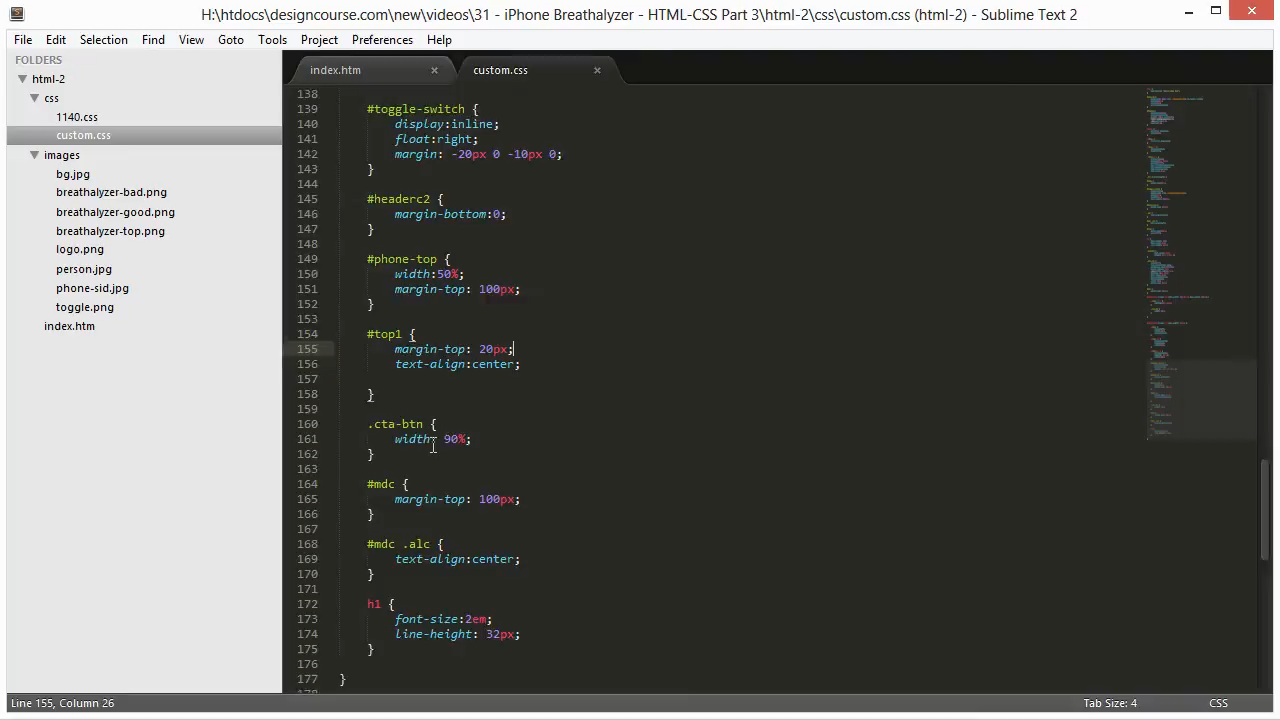 H:\htdocs\designcourse.com\new\videos\31 - iPhone Breathalyzer - HTML-CSS Part 3\html-2\css\custom.css (html-2) - Sublime Text 2
File Edit Selection Find View Goto Tools Project Preferences Help
FOLDERS
html-2
css
1140.css
custom.css
images
bg.jpg
breathalyzer-bad.png
breathalyzer-good.png
breathalyzer-top.png
logo.png
person.jpg
phone-sid.jpg
toggle.png
index.htm
index.htm custom.css
138
139 #toggle-switch {
140 display:inline;
141 float:right;
142 margin: -20px 0 -10px 0;
143 }
144
145 #headerc2 {
146 margin-bottom:0;
147 }
148
149 #phone-top {
150 width:50%;
151 margin-top: 100px;
152 }
153
154 #top1 {
155 margin-top: 20px;
156 text-align:center;
157
158 }
159
160 .cta-btn {
161 width: 90%;
162 }
163
164 #mdc {
165 margin-top: 100px;
166 }
167
168 #mdc .alc {
169 text-align:center;
170 }
171
172 h1 {
173 font-size:2em;
174 line-height: 32px;
175 }
176
177 }
Line 155, Column 26 Tab Size: 4 CSS